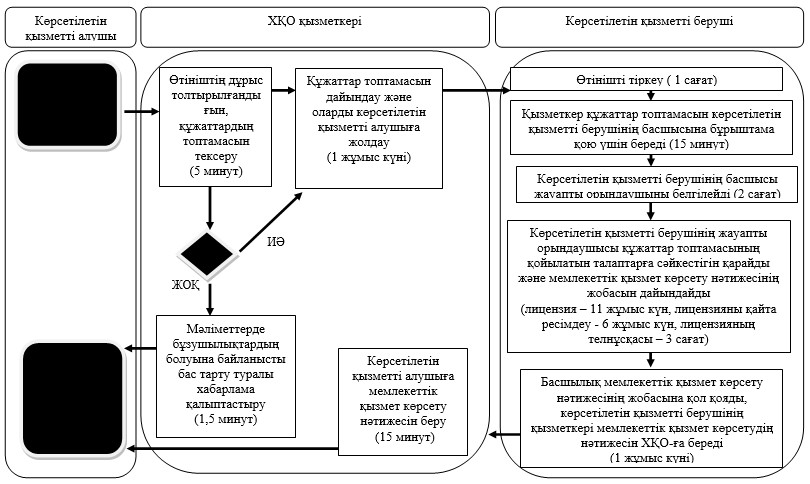 Көрсетілетін
қызметті алушы
ХҚО қызметкері
Көрсетілетін қызметті беруші
Өтініштің дұрыс
толтырылғанды
ғын,
құжаттардың
топтамасын
тексеру
(5 минут)
Құжаттар топтамасын
дайындау және
оларды көрсетілетін
қызметті алушыға
жолдау
(1 жұмыс күні)
Өтінішті тіркеу ( 1 сағат)
Қызметкер құжаттар топтамасын көрсетілетін
қызметті берушінің басшысына бұрыштама
қою үшін береді (15 минут)
Көрсетілетін қызметті берушінің басшысы
жауапты орындаушыны белгілейді (2 сағат)
ИӘ
ЖОҚ
Көрсетілетін қызметті берушінің жауапты
орындаушысы құжаттар топтамасының
қойылатын талаптарға сәйкестігін қарайды
және мемлекеттік қызмет көрсету нәтижесінің
жобасын дайындайды
(лицензия – 11 жұмыс күн, лицензияны қайта
ресімдеу - 6 жұмыс күн, лицензияның
телнұсқасы – 3 сағат)
Мәліметтерде
бұзушылықтардың
болуына байланысты
бас тарту туралы
хабарлама
қалыптастыру
(1,5 минут)
Көрсетілетін
қызметті алушыға
мемлекеттік
қызмет көрсету
нәтижесін беру
(15 минут)
Басшылық мемлекеттік қызмет көрсету
нәтижесінің жобасына қол қояды,
көрсетілетін қызметті берушінің
қызметкері мемлекеттік қызмет көрсетудің
нәтижесін ХҚО-ға береді
(1 жұмыс күні)